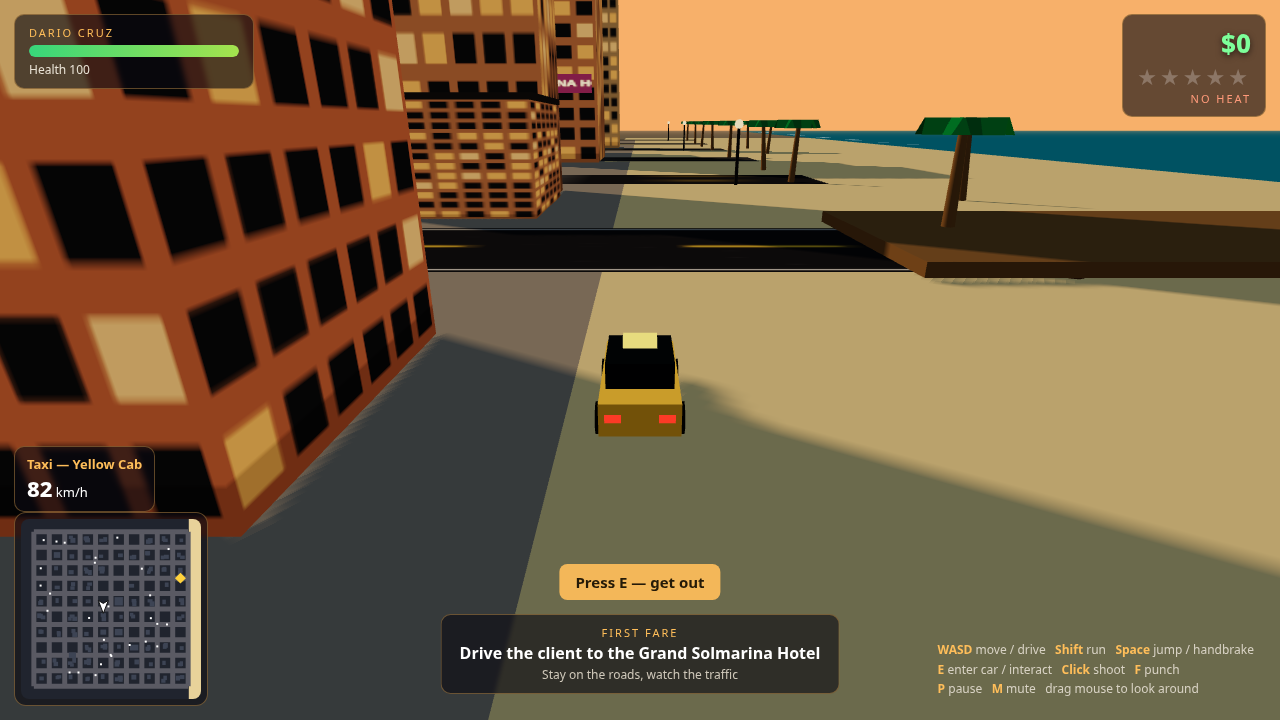 DARIO CRUZ
Health 100
$0
★★★★★
NO HEAT
NA H
Taxi — Yellow Cab
82 km/h
Press E — get out
FIRST FARE
Drive the client to the Grand Solmarina Hotel
Stay on the roads, watch the traffic
WASD move / drive Shift run Space jump / handbrake
E enter car / interact Click shoot F punch
P pause M mute drag mouse to look around